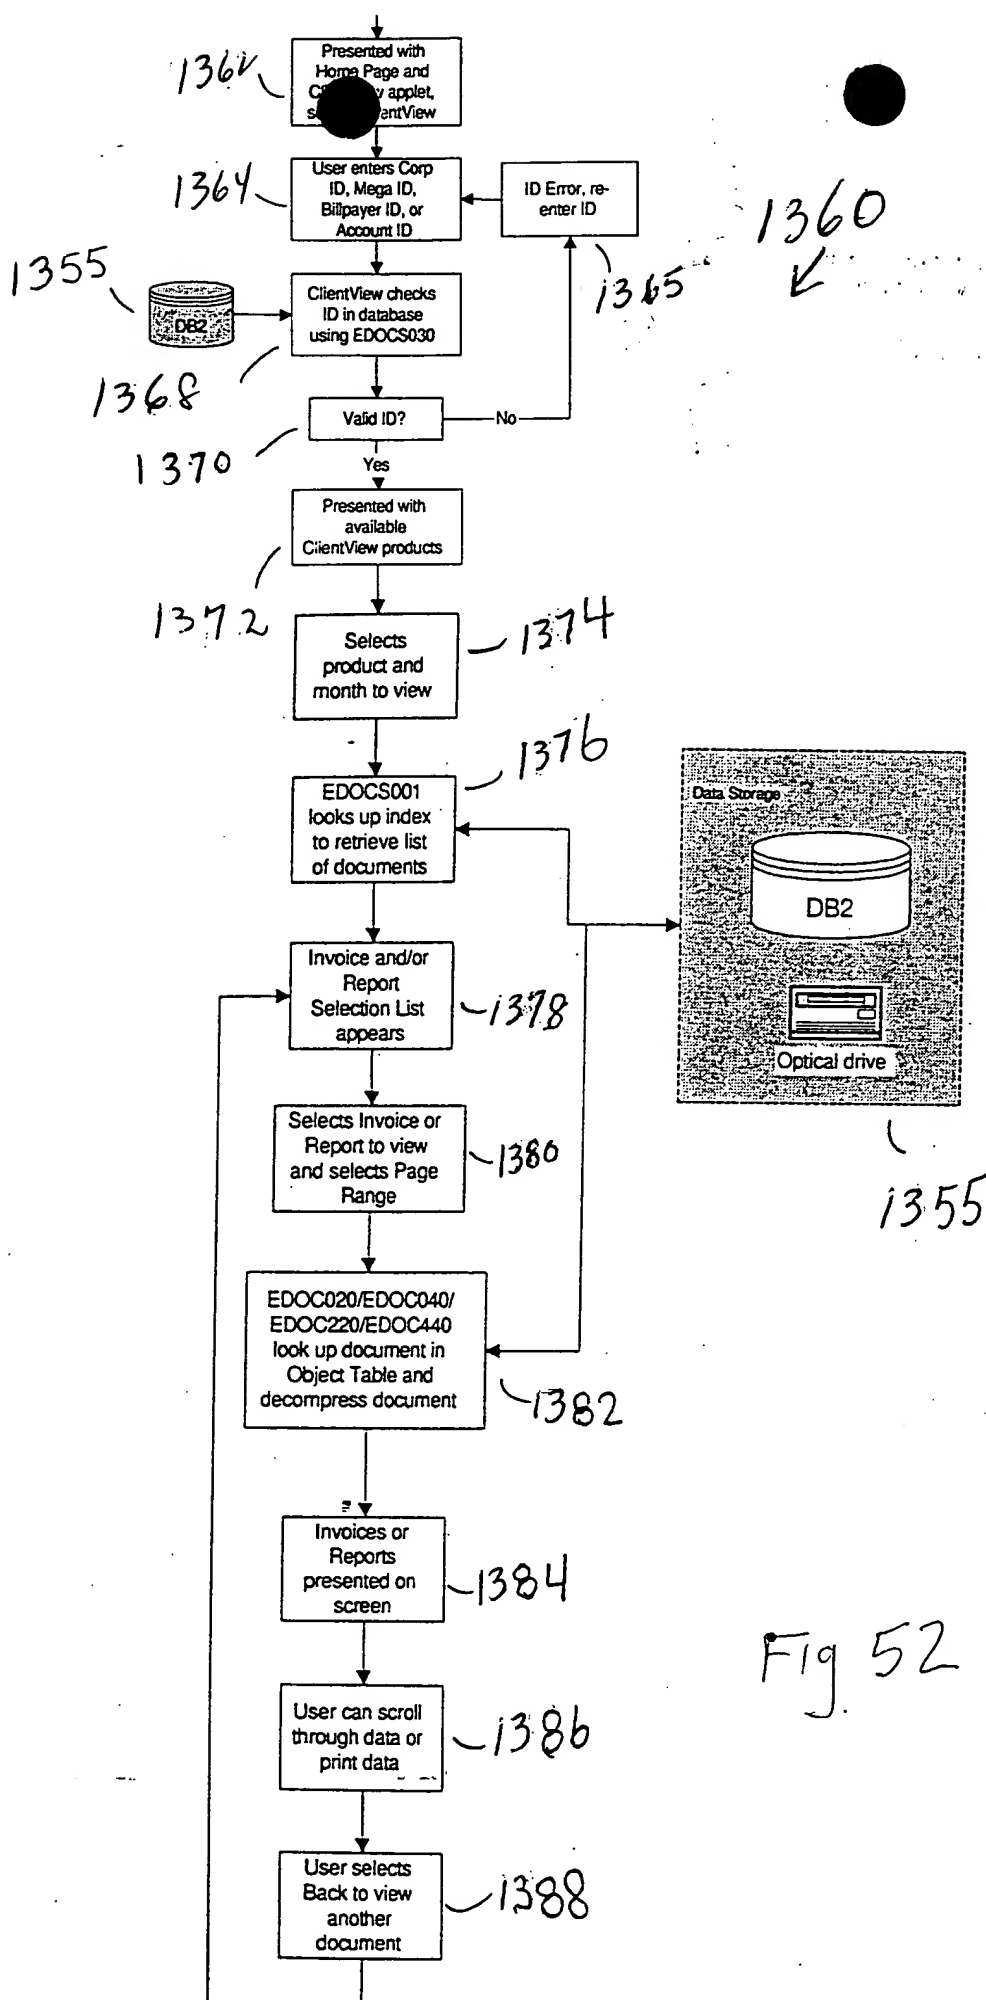 Presented with
Home Page and
applet,
1362
User enters Corp
ID, Mega ID,
Billpayer ID, or
Account ID
1364
ID Error, re-
enter ID
1365
1360
1355
DB2
ClientView checks
ID in database
using EDOCS030
1368
Valid ID?
No
1370
Yes
Presented with
available
ClientView products
1372
Selects
product and
month to view
1374
EDOCS001
looks up index
to retrieve list
of documents
1376
Data Storage
DB2
Optical drive
1355
Invoice and/or
Report
Selection List
appears
1378
Selects Invoice or
Report to view
and selects Page
Range
1380
EDOC020/EDOC040/
EDOC220/EDOC440
look up document in
Object Table and
decompress document
1382
Invoices or
Reports
presented on
screen
1384
Fig 52
User can scroll
through data or
print data
1386
User selects
Back to view
another
document
1388